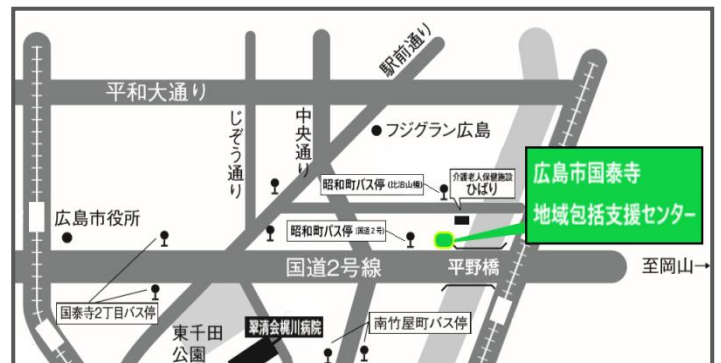 駅前通り
平和大通り
じぞう通り
中央通り
フジグラン広島
昭和町バス停(比治山橋)
介護老人保健施設
ひばり
広島市国泰寺
地域包括支援センター
広島市役所
昭和町バス停(国道2号)
国道2号線
平野橋
至岡山→
国泰寺2丁目バス停
東千田
公園
翠清会梶川病院
南竹屋町バス停